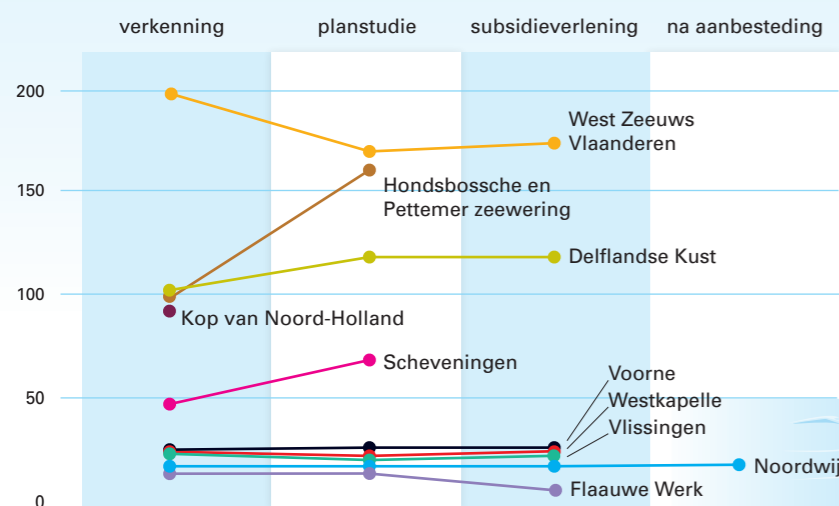 verkenning planstudie subsidieverlening na aanbesteding
200
West Zeeuws
Vlaanderen
150
Hondsbossche en
Pettemer zeewering
Delflandse Kust
100
Kop van Noord-Holland
Scheveningen
50
Voorne
Westkapelle
Vlissingen
Noordwij
Flaauwe Werk
0